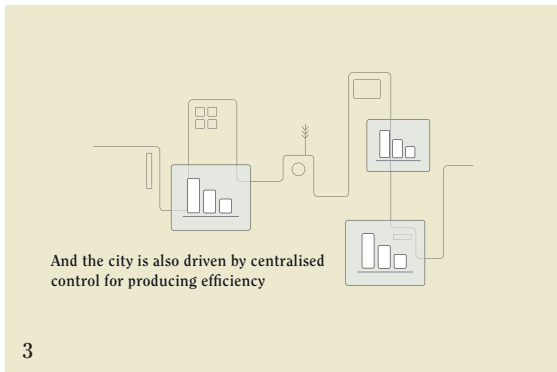 And the city is also driven by centralised
control for producing efficiency
3